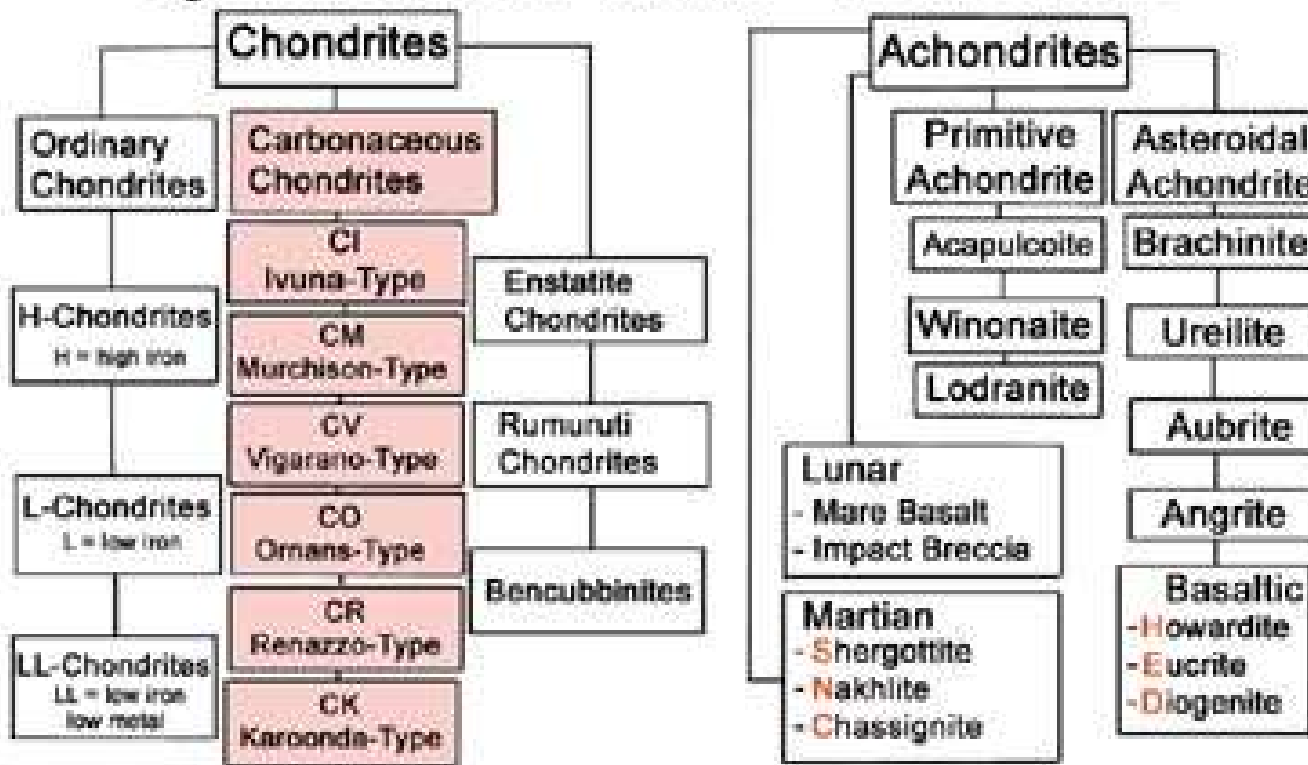 Chondrites
Ordinary
Chondrites
H-Chondrites
H = high iron
L-Chondrites
L = low iron
LL-Chondrites
LL = low iron
low metal
Carbonaceous
Chondrites
CI
Ivuna-Type
CM
Murchison-Type
CV
Vigarano-Type
CO
Ornans-Type
CR
Renazzo-Type
CK
Karoonda-Type
Enstatite
Chondrites
Rumuruti
Chondrites
Bencubbinites
Achondrites
Primitive
Achondrite
Acapulcoite
Winonaite
Lodranite
Lunar
- Mare Basalt
- Impact Breccia
Martian
- Shergottite
- Nakhlite
- Chassignite
Asteroidal
Achondrite
Brachinite
Ureilite
Aubrite
Angrite
Basaltic
-Howardite
-Eucrite
-Diogenite